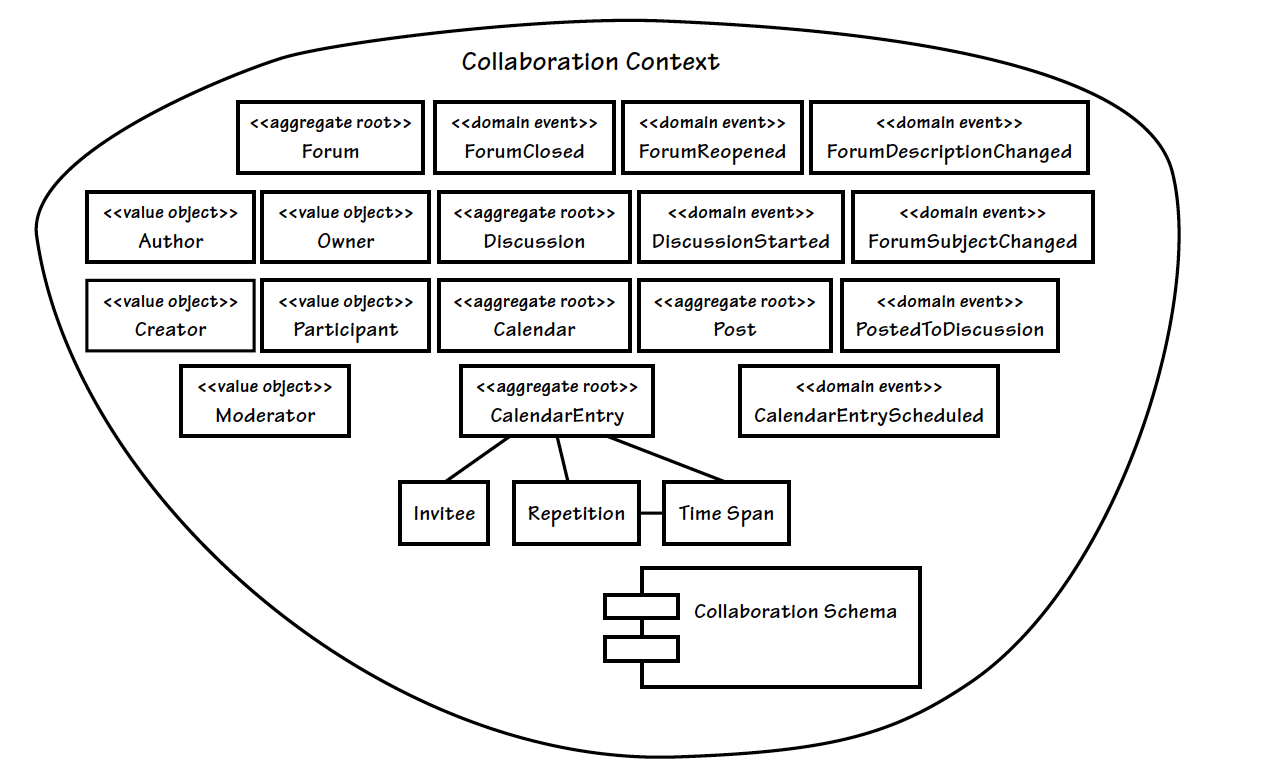 Collaboration Context
<<aggregate root>>
Forum
<<domain event>>
ForumClosed
<<domain event>>
ForumReopened
<<domain event>>
ForumDescriptionChanged
<<value object>>
Author
<<value object>>
Owner
<<aggregate root>>
Discussion
<<domain event>>
DiscussionStarted
<<domain event>>
ForumSubjectChanged
<<value object>>
Creator
<<value object>>
Participant
<<aggregate root>>
Calendar
<<aggregate root>>
Post
<<domain event>>
PostedToDiscussion
<<value object>>
Moderator
<<aggregate root>>
CalendarEntry
<<domain event>>
CalendarEntryScheduled
Invitee
Repetition
Time Span
Collaboration Schema